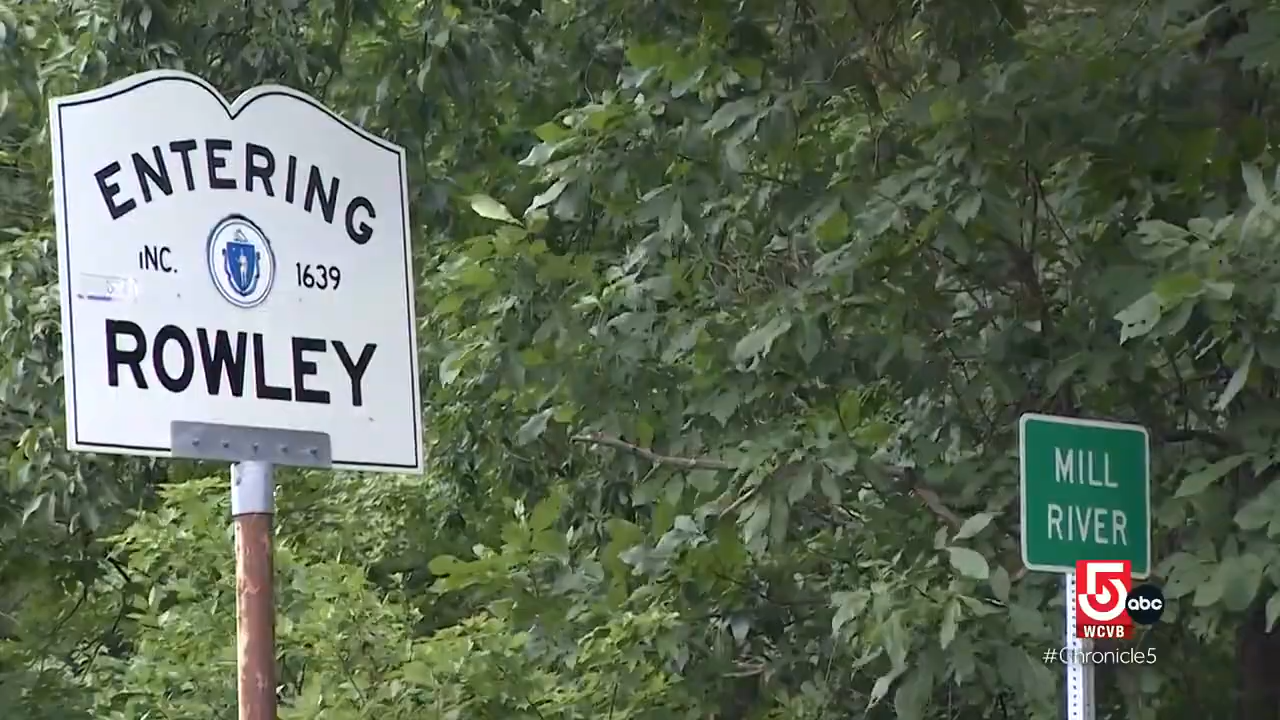 ENTERING
INC. 1639
ROWLEY
MILL
RIVER
5 abc
WCVB
#Chronicle5